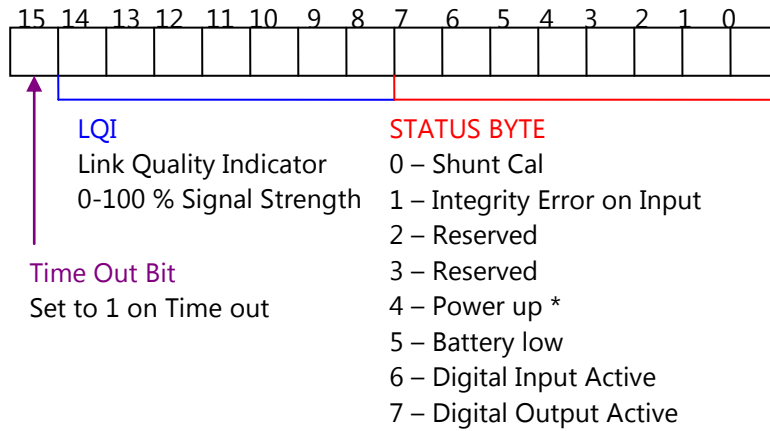 15 14 13 12 11 10 9 8 7 6 5 4 3 2 1 0
LQI
Link Quality Indicator
0-100 % Signal Strength
Time Out Bit
Set to 1 on Time out
STATUS BYTE
0 – Shunt Cal
1 – Integrity Error on Input
2 – Reserved
3 – Reserved
4 – Power up *
5 – Battery low
6 – Digital Input Active
7 – Digital Output Active